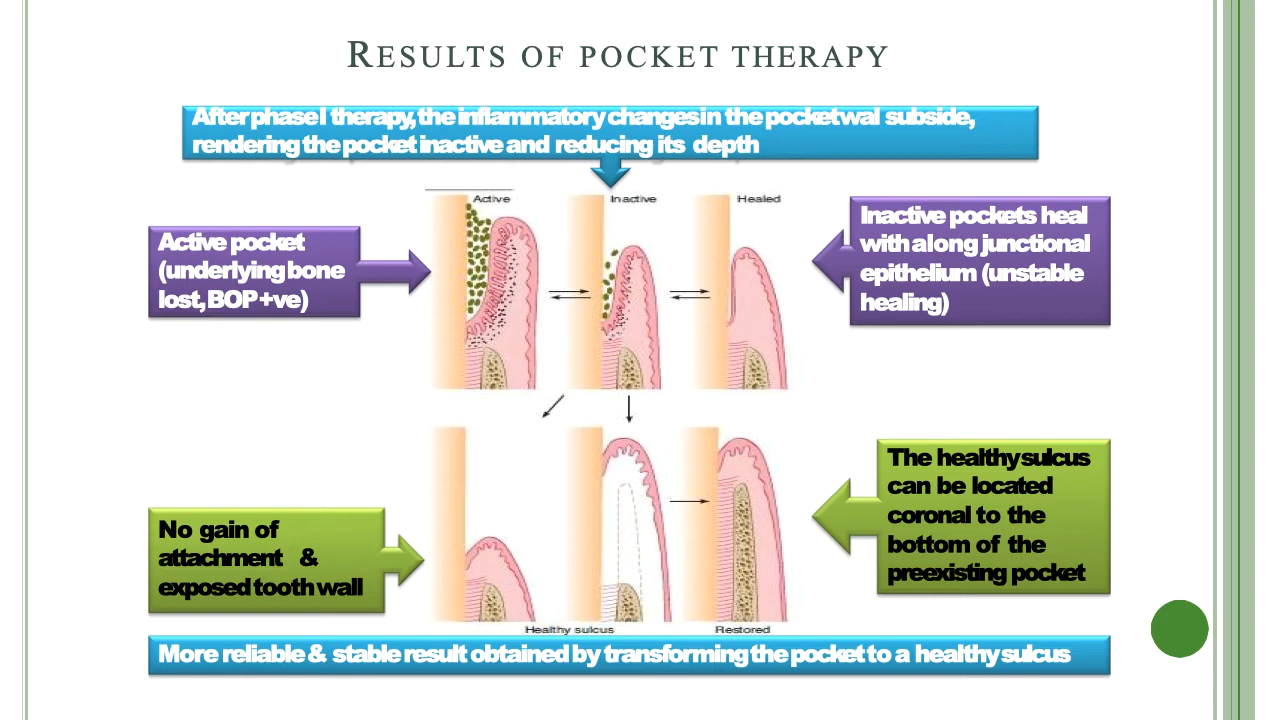 RESULTS OF POCKET THERAPY
After phase I therapy, the inflammatory changes in the pocket wal subside,
rendering the pocket inactive and reducing its depth
Active
Inactive
Healed
Active pocket
(underlying bone
lost, BOP +ve)
Inactive pockets heal
with a long junctional
epithelium (unstable
healing)
No gain of
attachment &
exposed tooth wall
The healthy sulcus
can be located
coronal to the
bottom of the
preexisting pocket
Healthy sulcus
Restored
More reliable & stable result obtained by transforming the pocket to a healthy sulcus